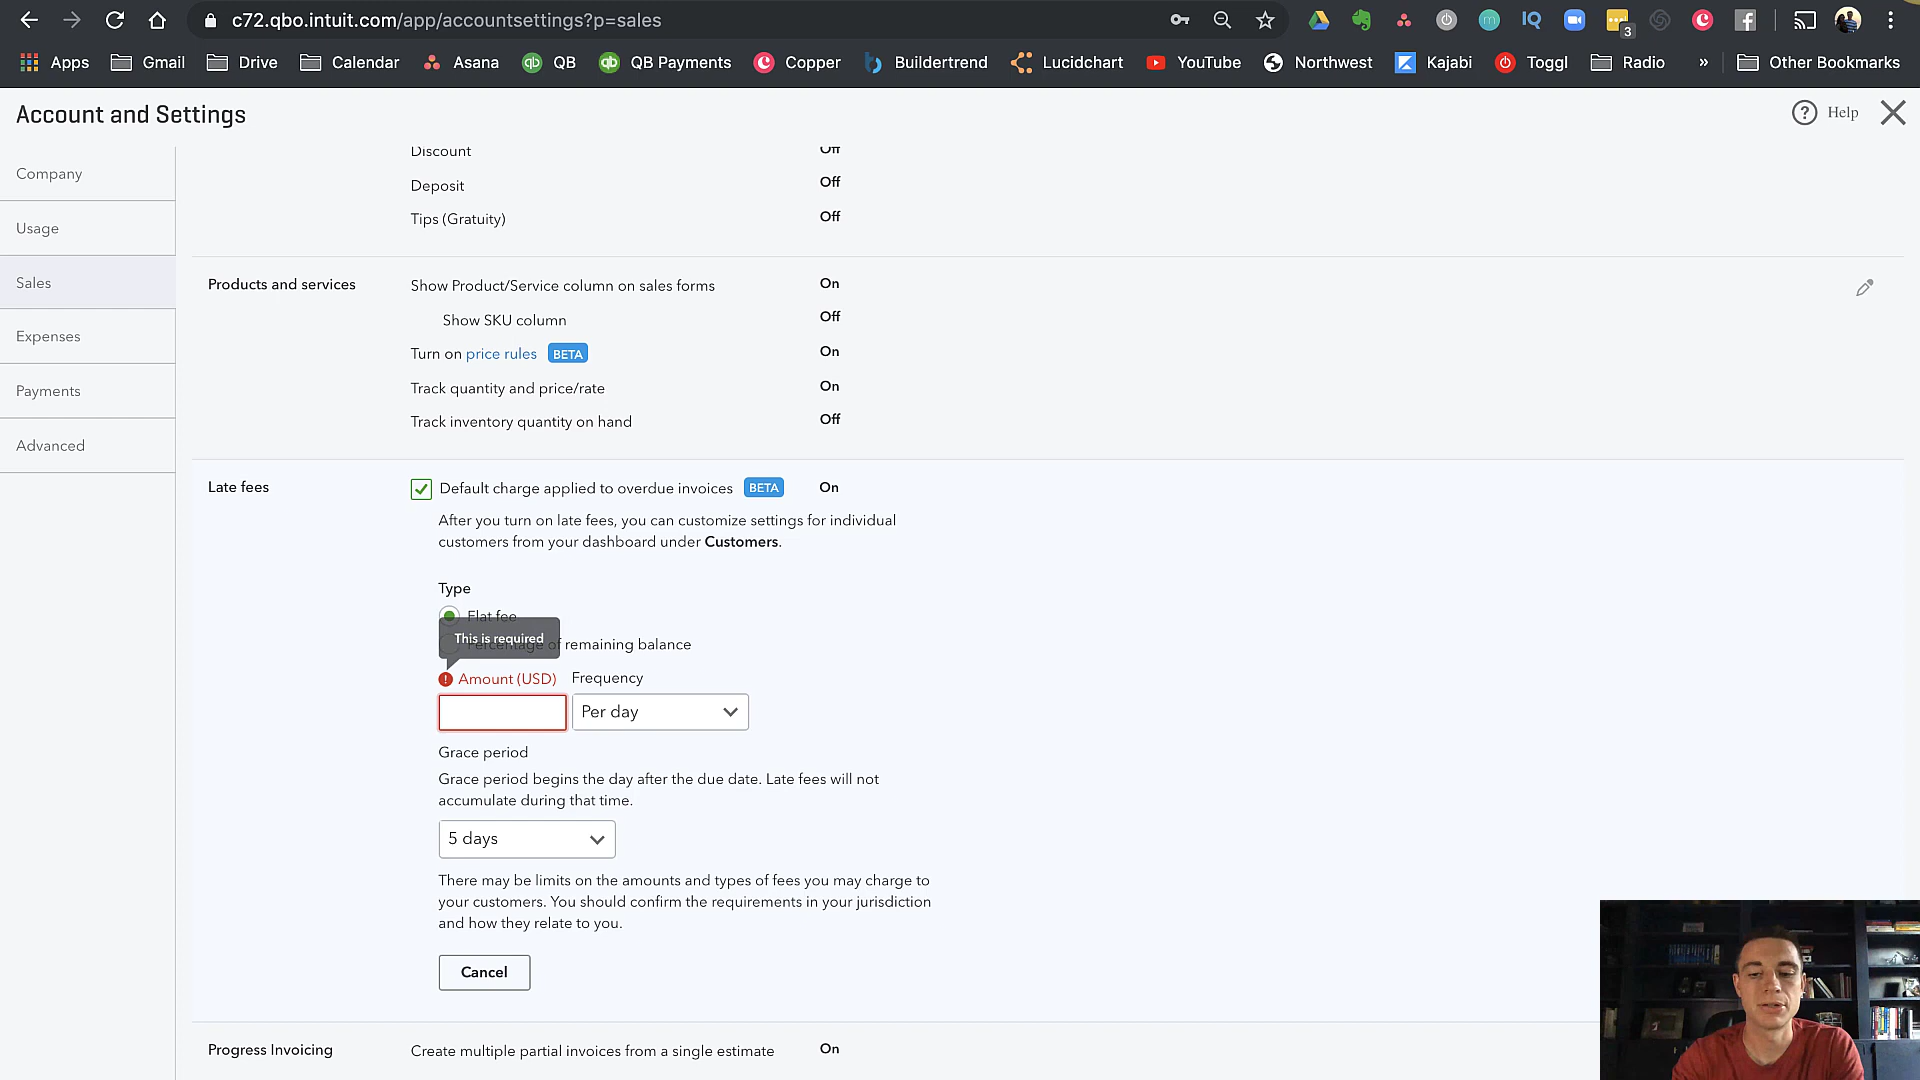 c72.qbo.intuit.com/app/accountsettings?p=sales
3
Apps Gmail Drive Calendar Asana QB QB Payments Copper Buildertrend Lucidchart YouTube Northwest Kajabi Toggl Radio » Other Bookmarks
Account and Settings
Help
Company
Usage
Sales
Expenses
Payments
Advanced
Discount Off
Deposit Off
Tips (Gratuity) Off
Products and services Show Product/Service column on sales forms On
Show SKU column Off
Turn on price rules BETA On
Track quantity and price/rate On
Track inventory quantity on hand Off
Late fees Default charge applied to overdue invoices BETA On
After you turn on late fees, you can customize settings for individual
customers from your dashboard under Customers.
Type
Flat fee
This is required
Percentage of remaining balance
Amount (USD) Frequency
Per day
Grace period
Grace period begins the day after the due date. Late fees will not
accumulate during that time.
5 days
There may be limits on the amounts and types of fees you may charge to
your customers. You should confirm the requirements in your jurisdiction
and how they relate to you.
Cancel
Progress Invoicing Create multiple partial invoices from a single estimate On